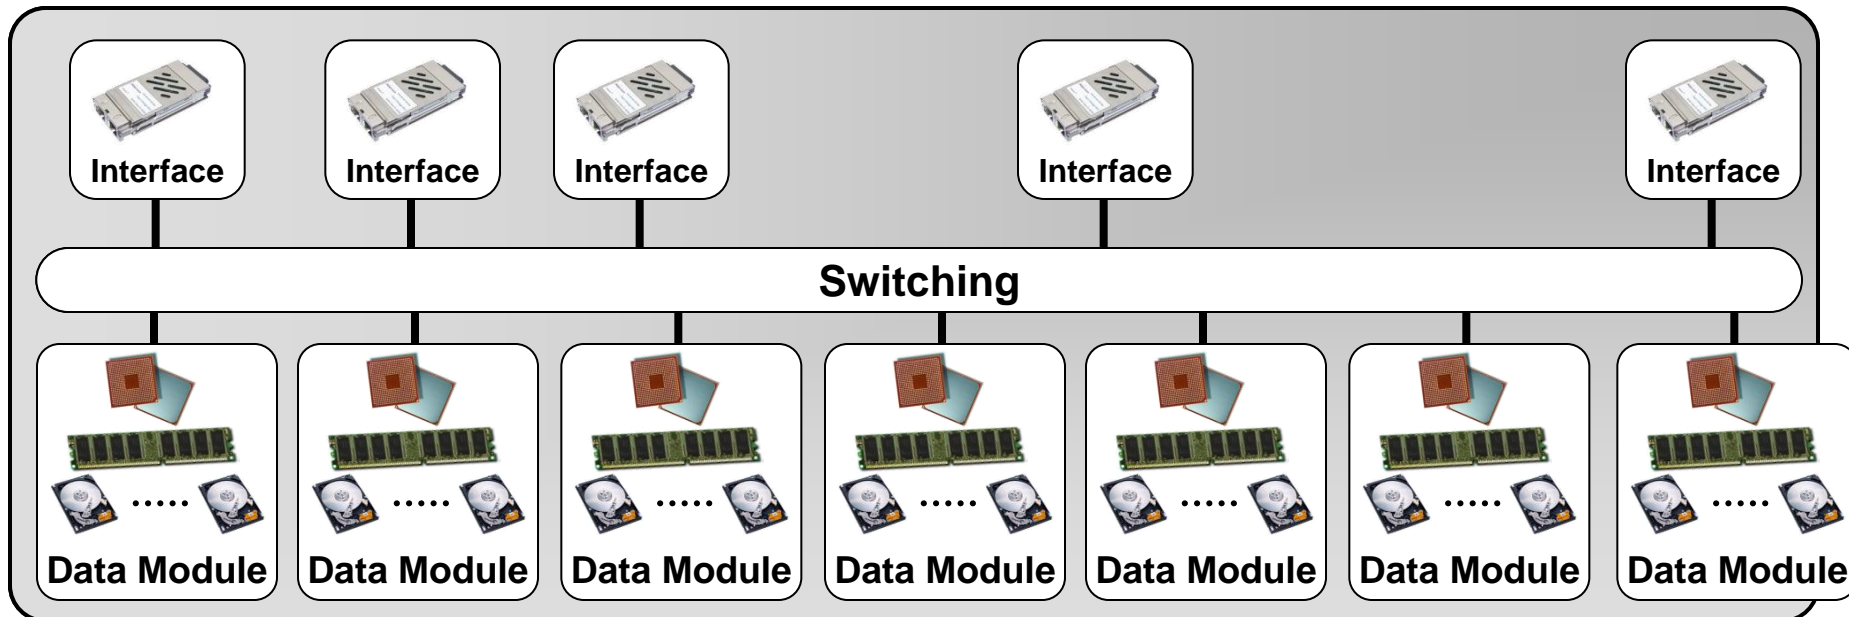 Interface
Interface
Interface
Interface
Interface
Switching
Data Module
Data Module
Data Module
Data Module
Data Module
Data Module
Data Module